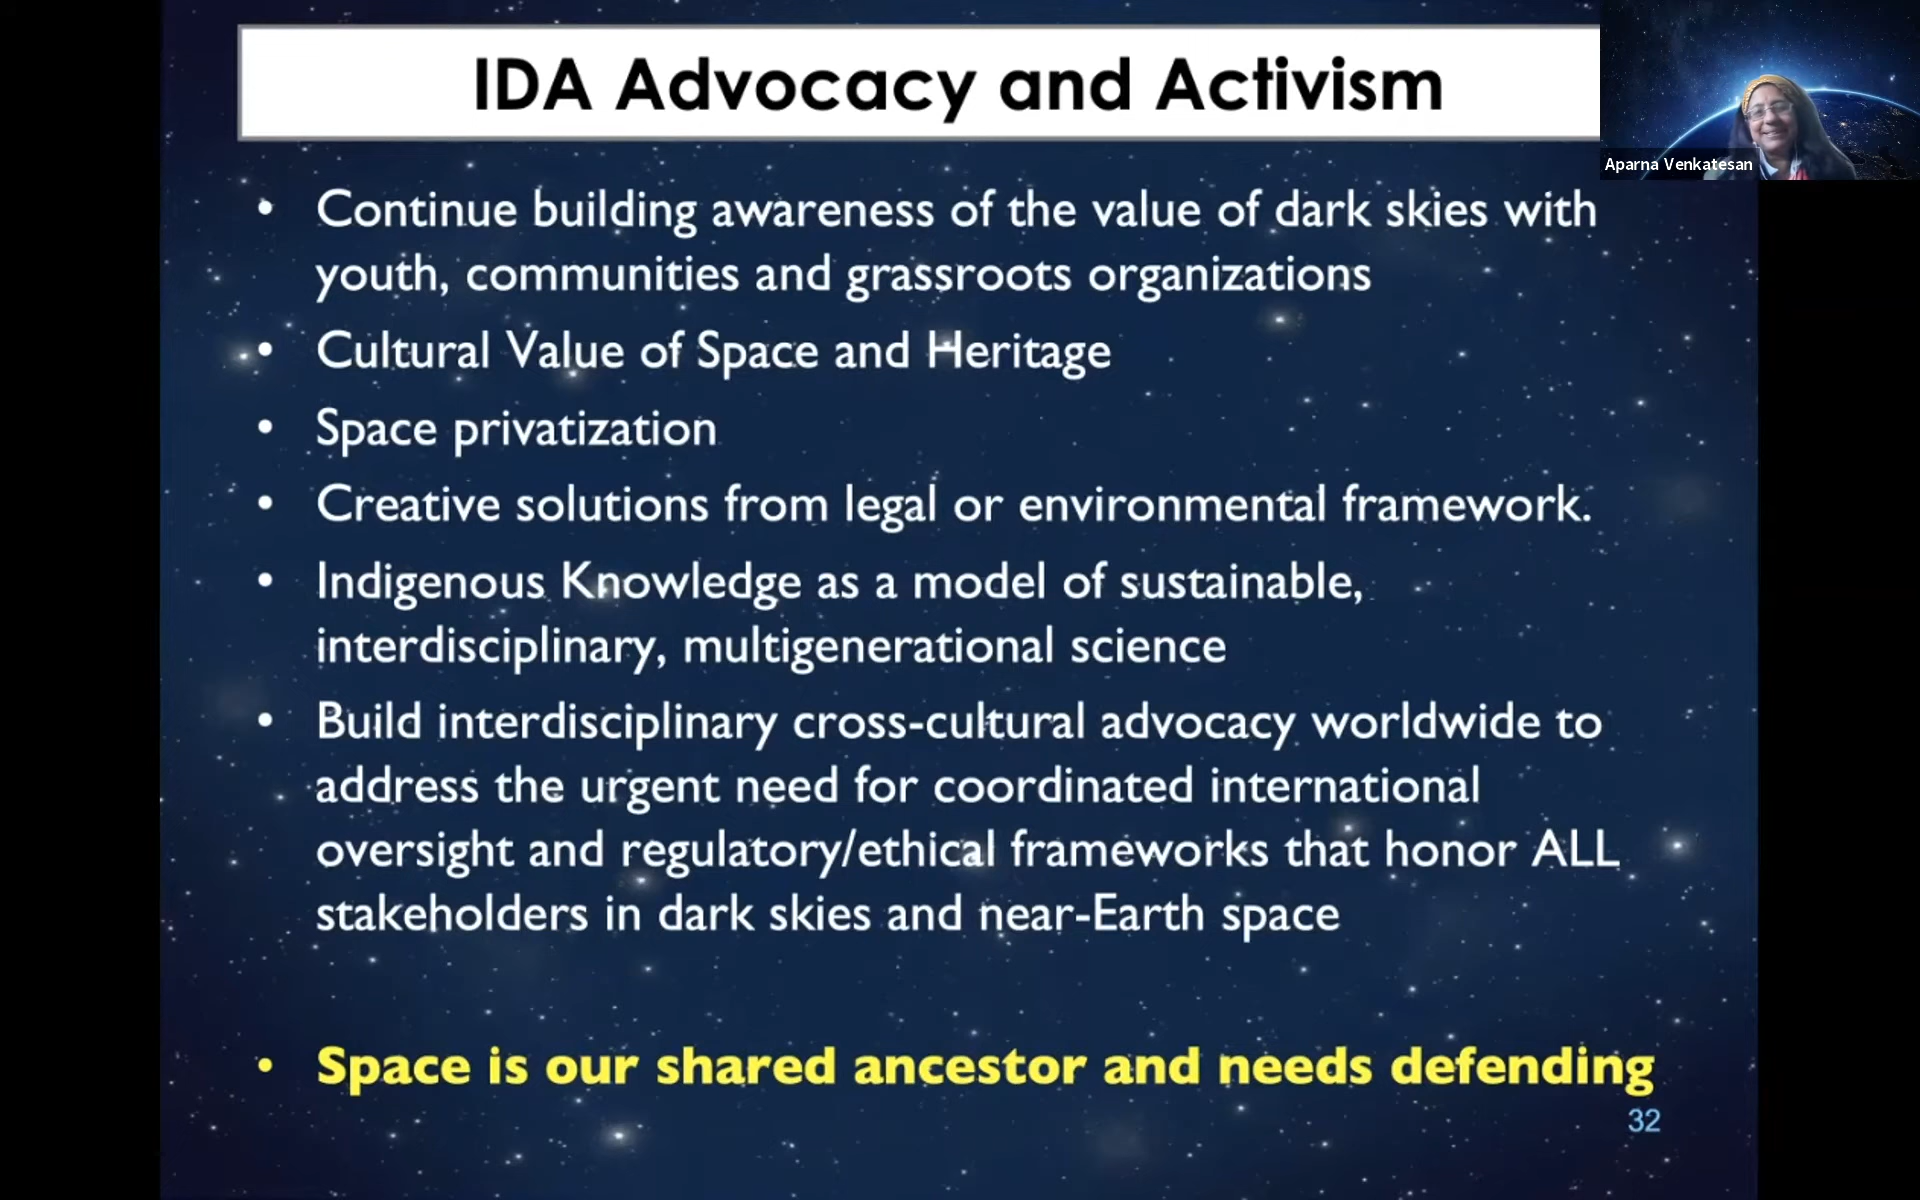 IDA Advocacy and Activism
Aparna Venkatesan
• Continue building awareness of the value of dark skies with
youth, communities and grassroots organizations
• Cultural Value of Space and Heritage
• Space privatization
• Creative solutions from legal or environmental framework.
• Indigenous Knowledge as a model of sustainable,
interdisciplinary, multigenerational science
• Build interdisciplinary cross-cultural advocacy worldwide to
address the urgent need for coordinated international
oversight and regulatory/ethical frameworks that honor ALL
stakeholders in dark skies and near-Earth space
• Space is our shared ancestor and needs defending
32